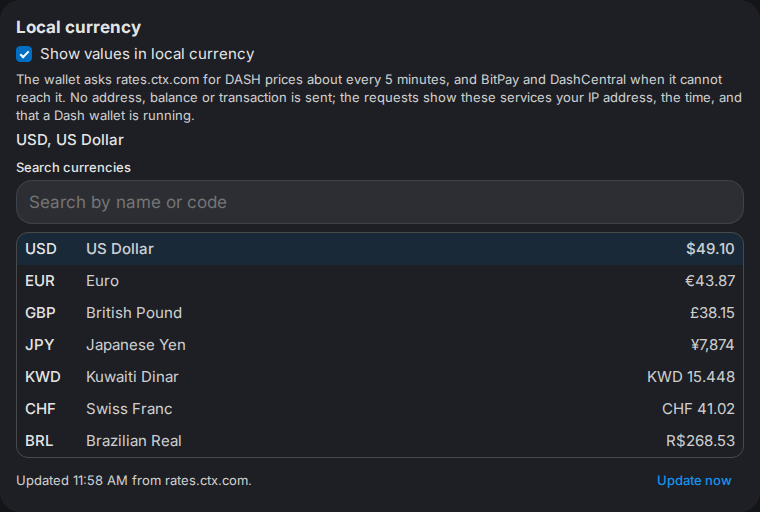 Local currency
Show values in local currency
The wallet asks rates.ctx.com for DASH prices about every 5 minutes, and BitPay and DashCentral when it cannot
reach it. No address, balance or transaction is sent; the requests show these services your IP address, the time, and
that a Dash wallet is running.
USD, US Dollar
Search currencies
Search by name or code
USD US Dollar $49.10
EUR Euro €43.87
GBP British Pound £38.15
JPY Japanese Yen ¥7,874
KWD Kuwaiti Dinar KWD 15.448
CHF Swiss Franc CHF 41.02
BRL Brazilian Real R$268.53
Updated 11:58 AM from rates.ctx.com. Update now